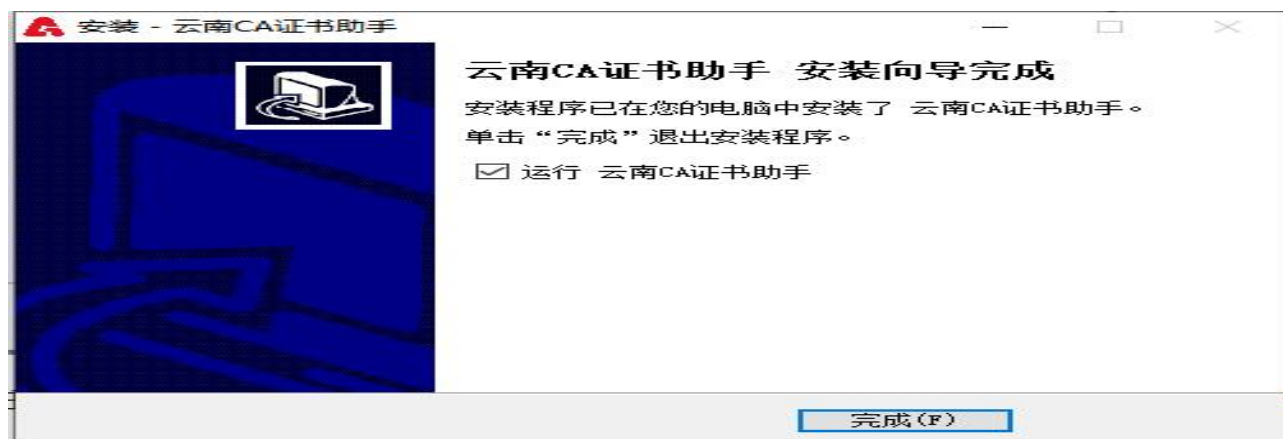 安装 - 云南CA证书助手
云南CA证书助手 安装向导完成
安装程序已在您的电脑中安装了 云南CA证书助手。
单击“完成”退出安装程序。
运行 云南CA证书助手
完成(F)